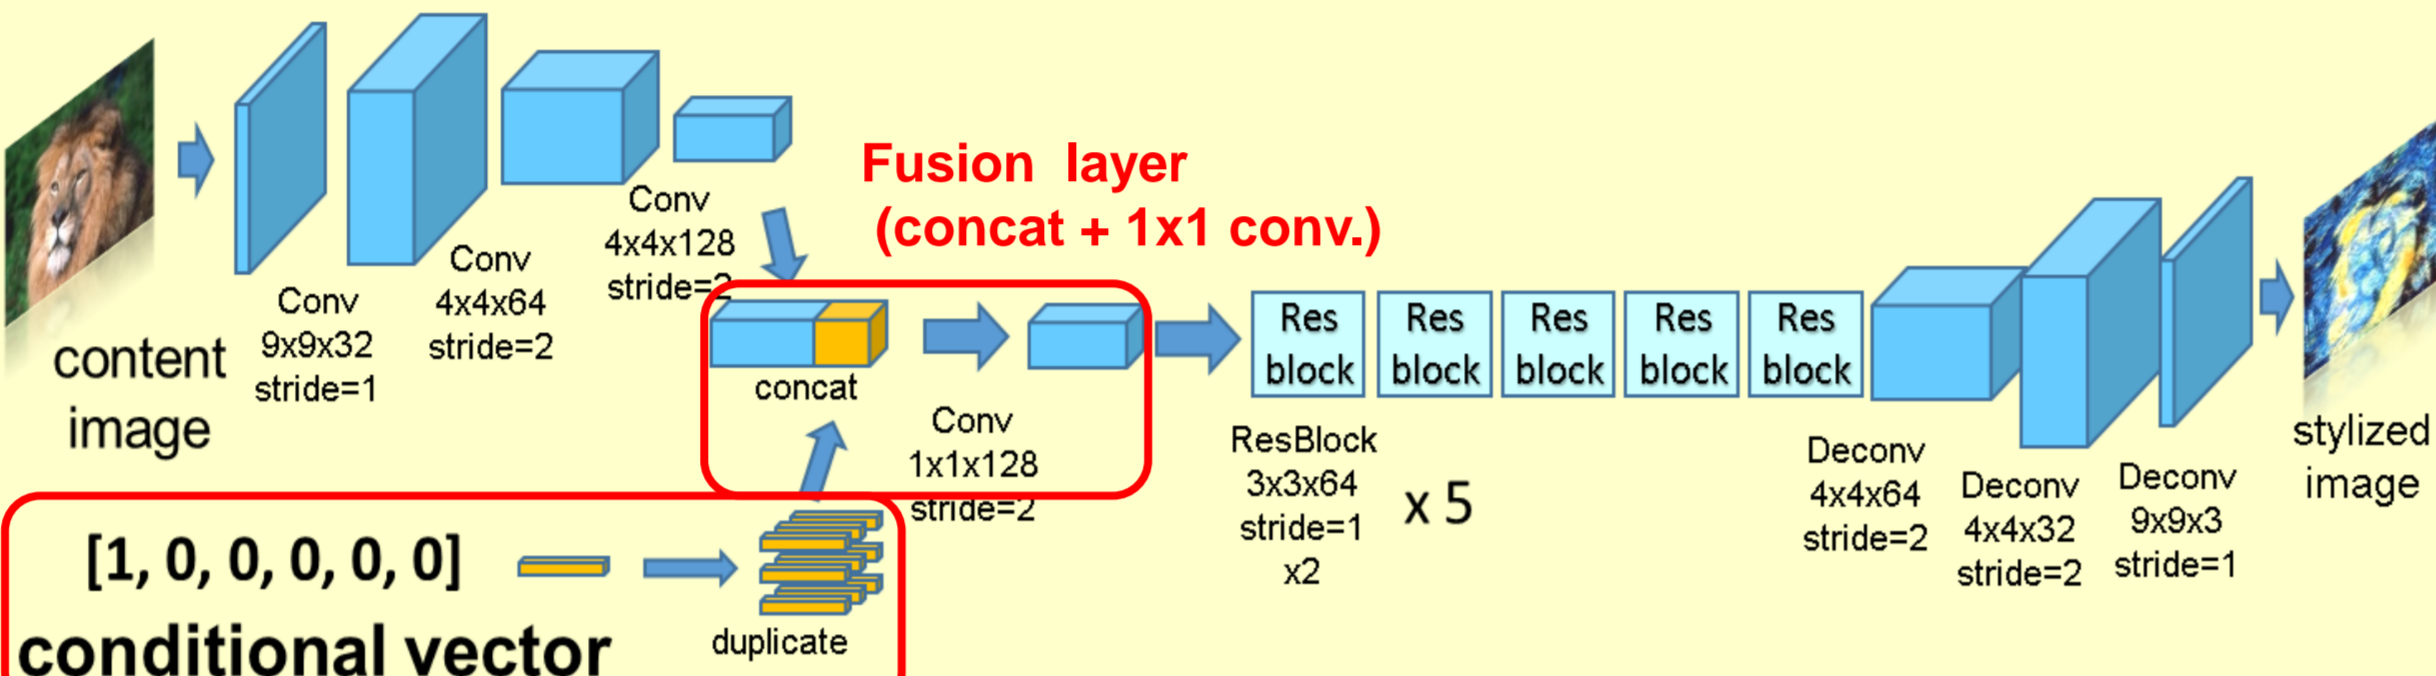 content
image
Conv
9x9x32
stride=1
Conv
4x4x64
stride=2
Conv
4x4x128
stride=2
Fusion layer
(concat + 1x1 conv.)
concat
Conv
1x1x128
stride=2
[1, 0, 0, 0, 0, 0]
conditional vector
duplicate
Res
block
Res
block
Res
block
Res
block
Res
block
ResBlock
3x3x64
stride=1
x2
x 5
Deconv
4x4x64
stride=2
Deconv
4x4x32
stride=2
Deconv
9x9x3
stride=1
stylized
image